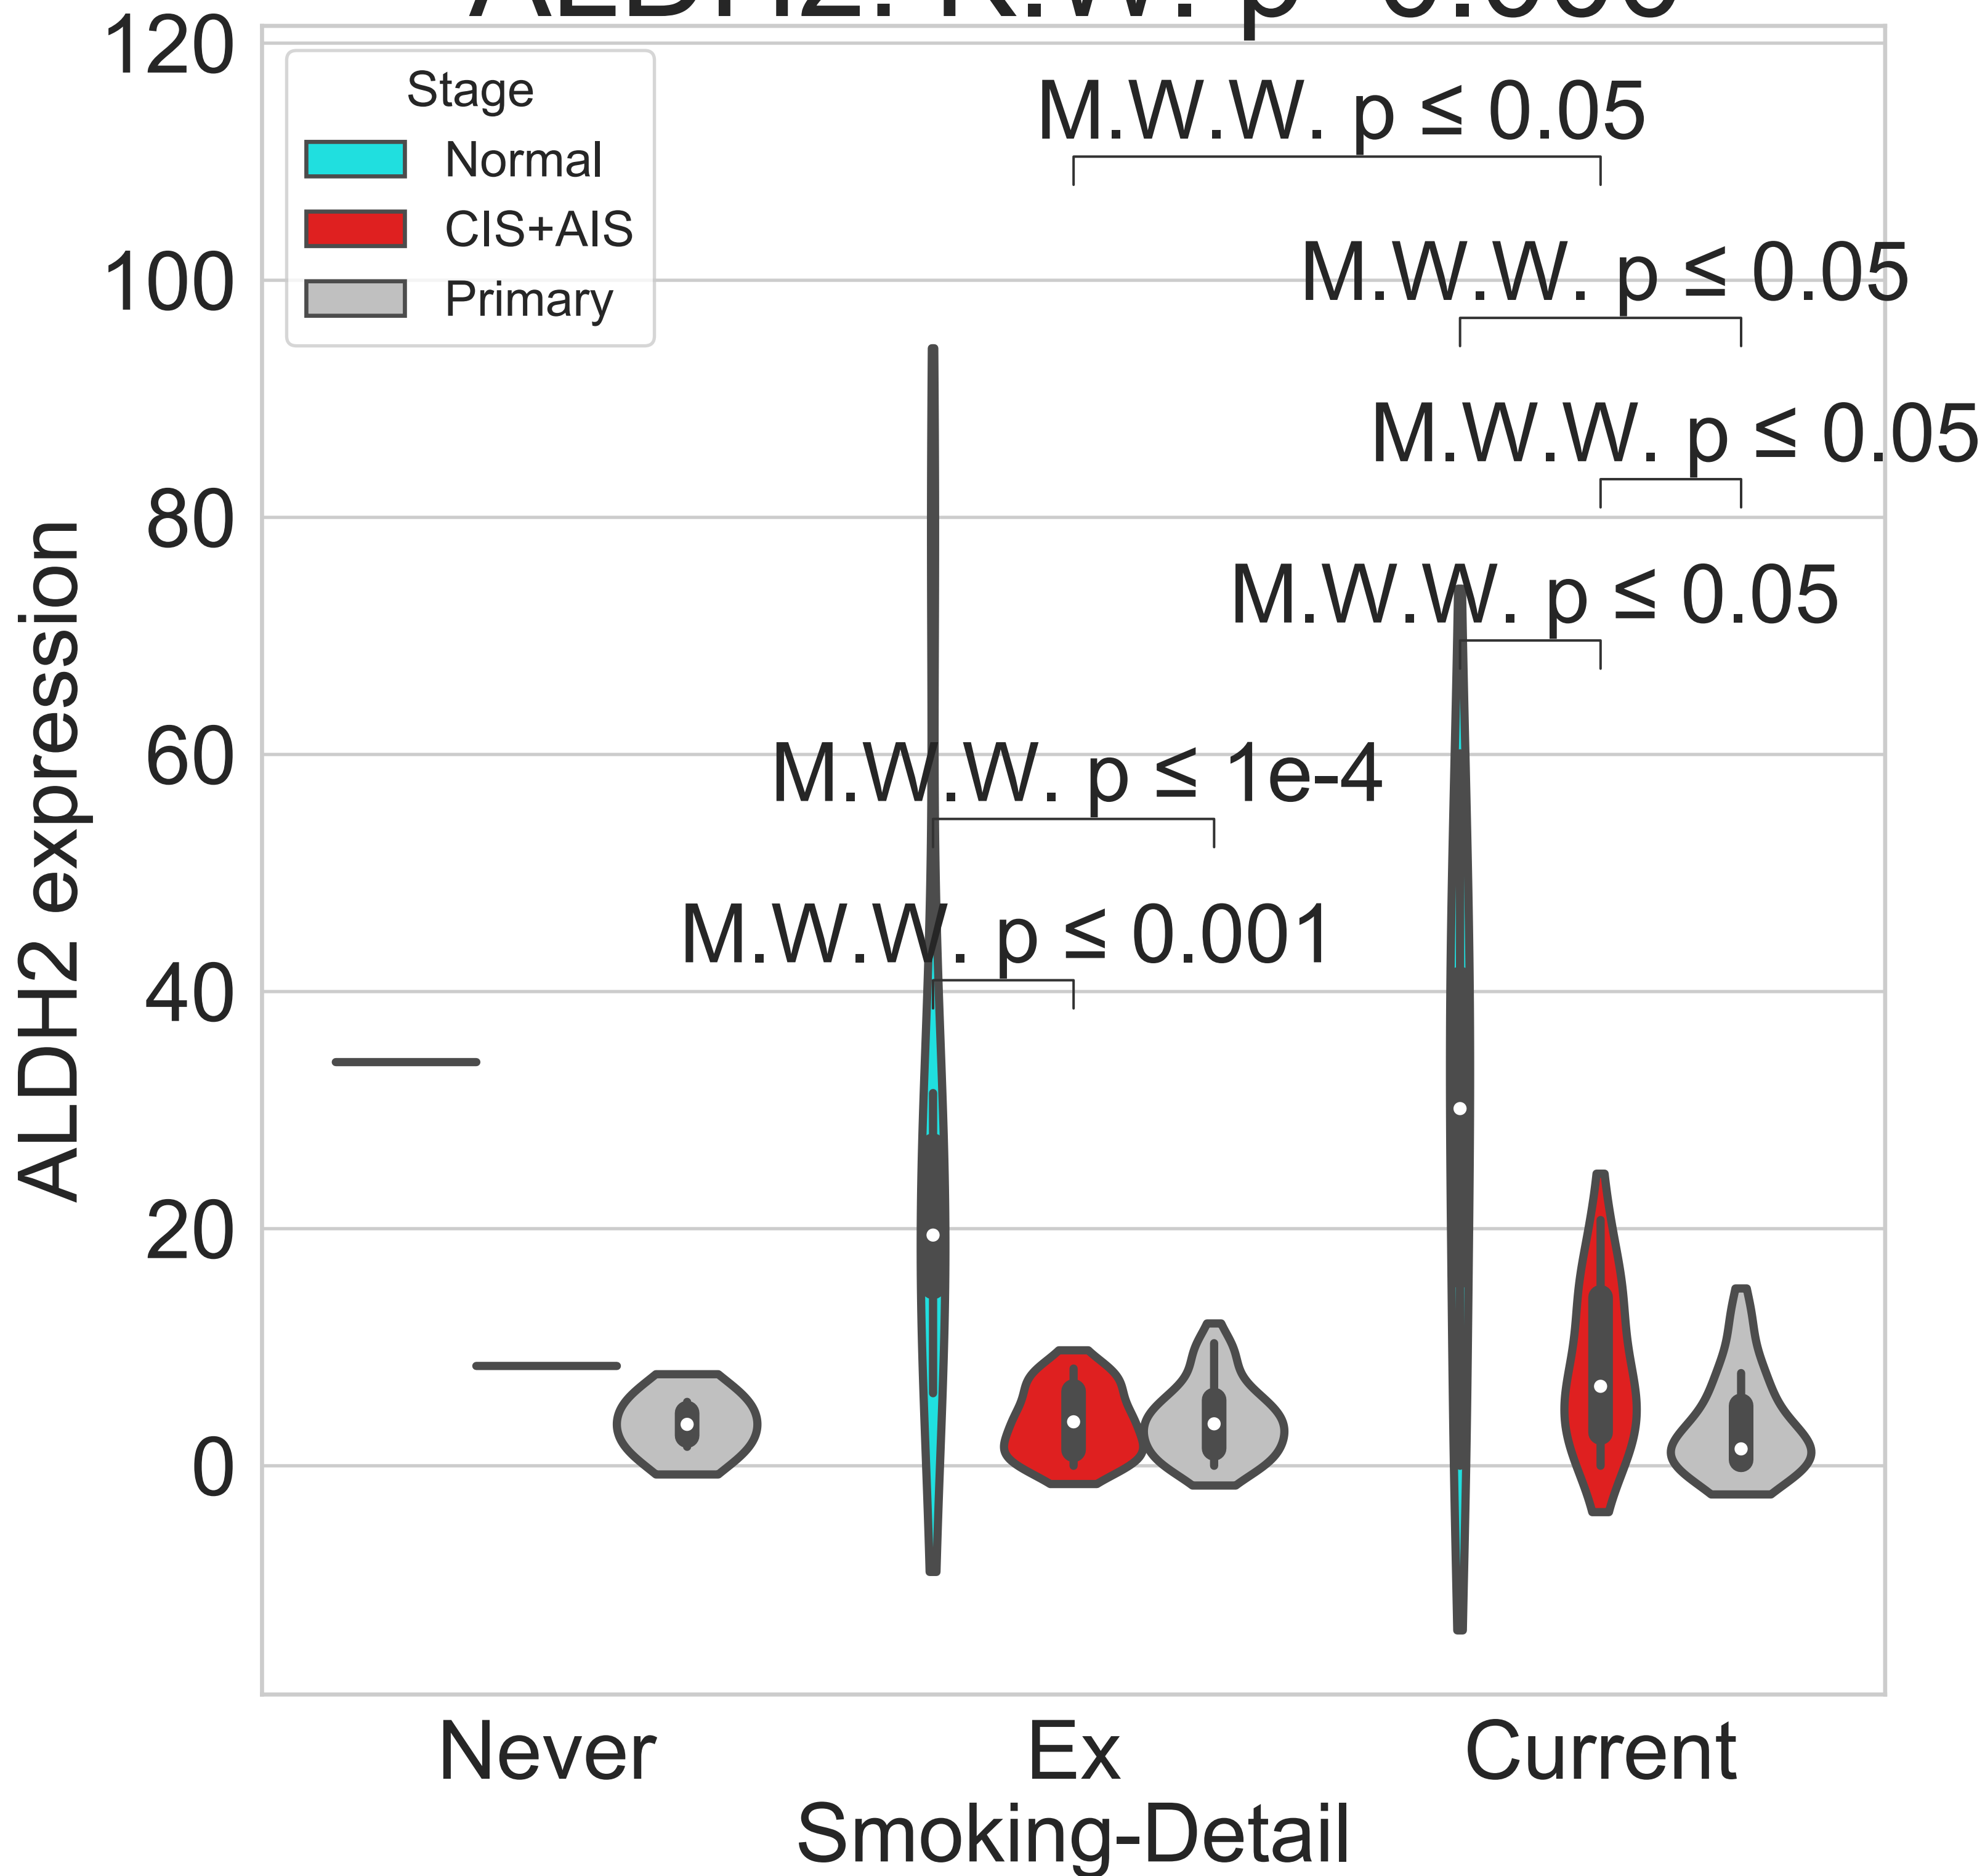 120
Stage
Normal
CIS+AIS
Primary
M.W.W. p ≤ 0.05
100
M.W.W. p ≤ 0.05
M.W.W. p ≤ 0.05
80
M.W.W. p ≤ 0.05
60
M.W.W. p ≤ 1e-4
M.W.W. p ≤ 0.001
40
20
0
ALDH2 expression
Never
Ex
Current
Smoking-Detail